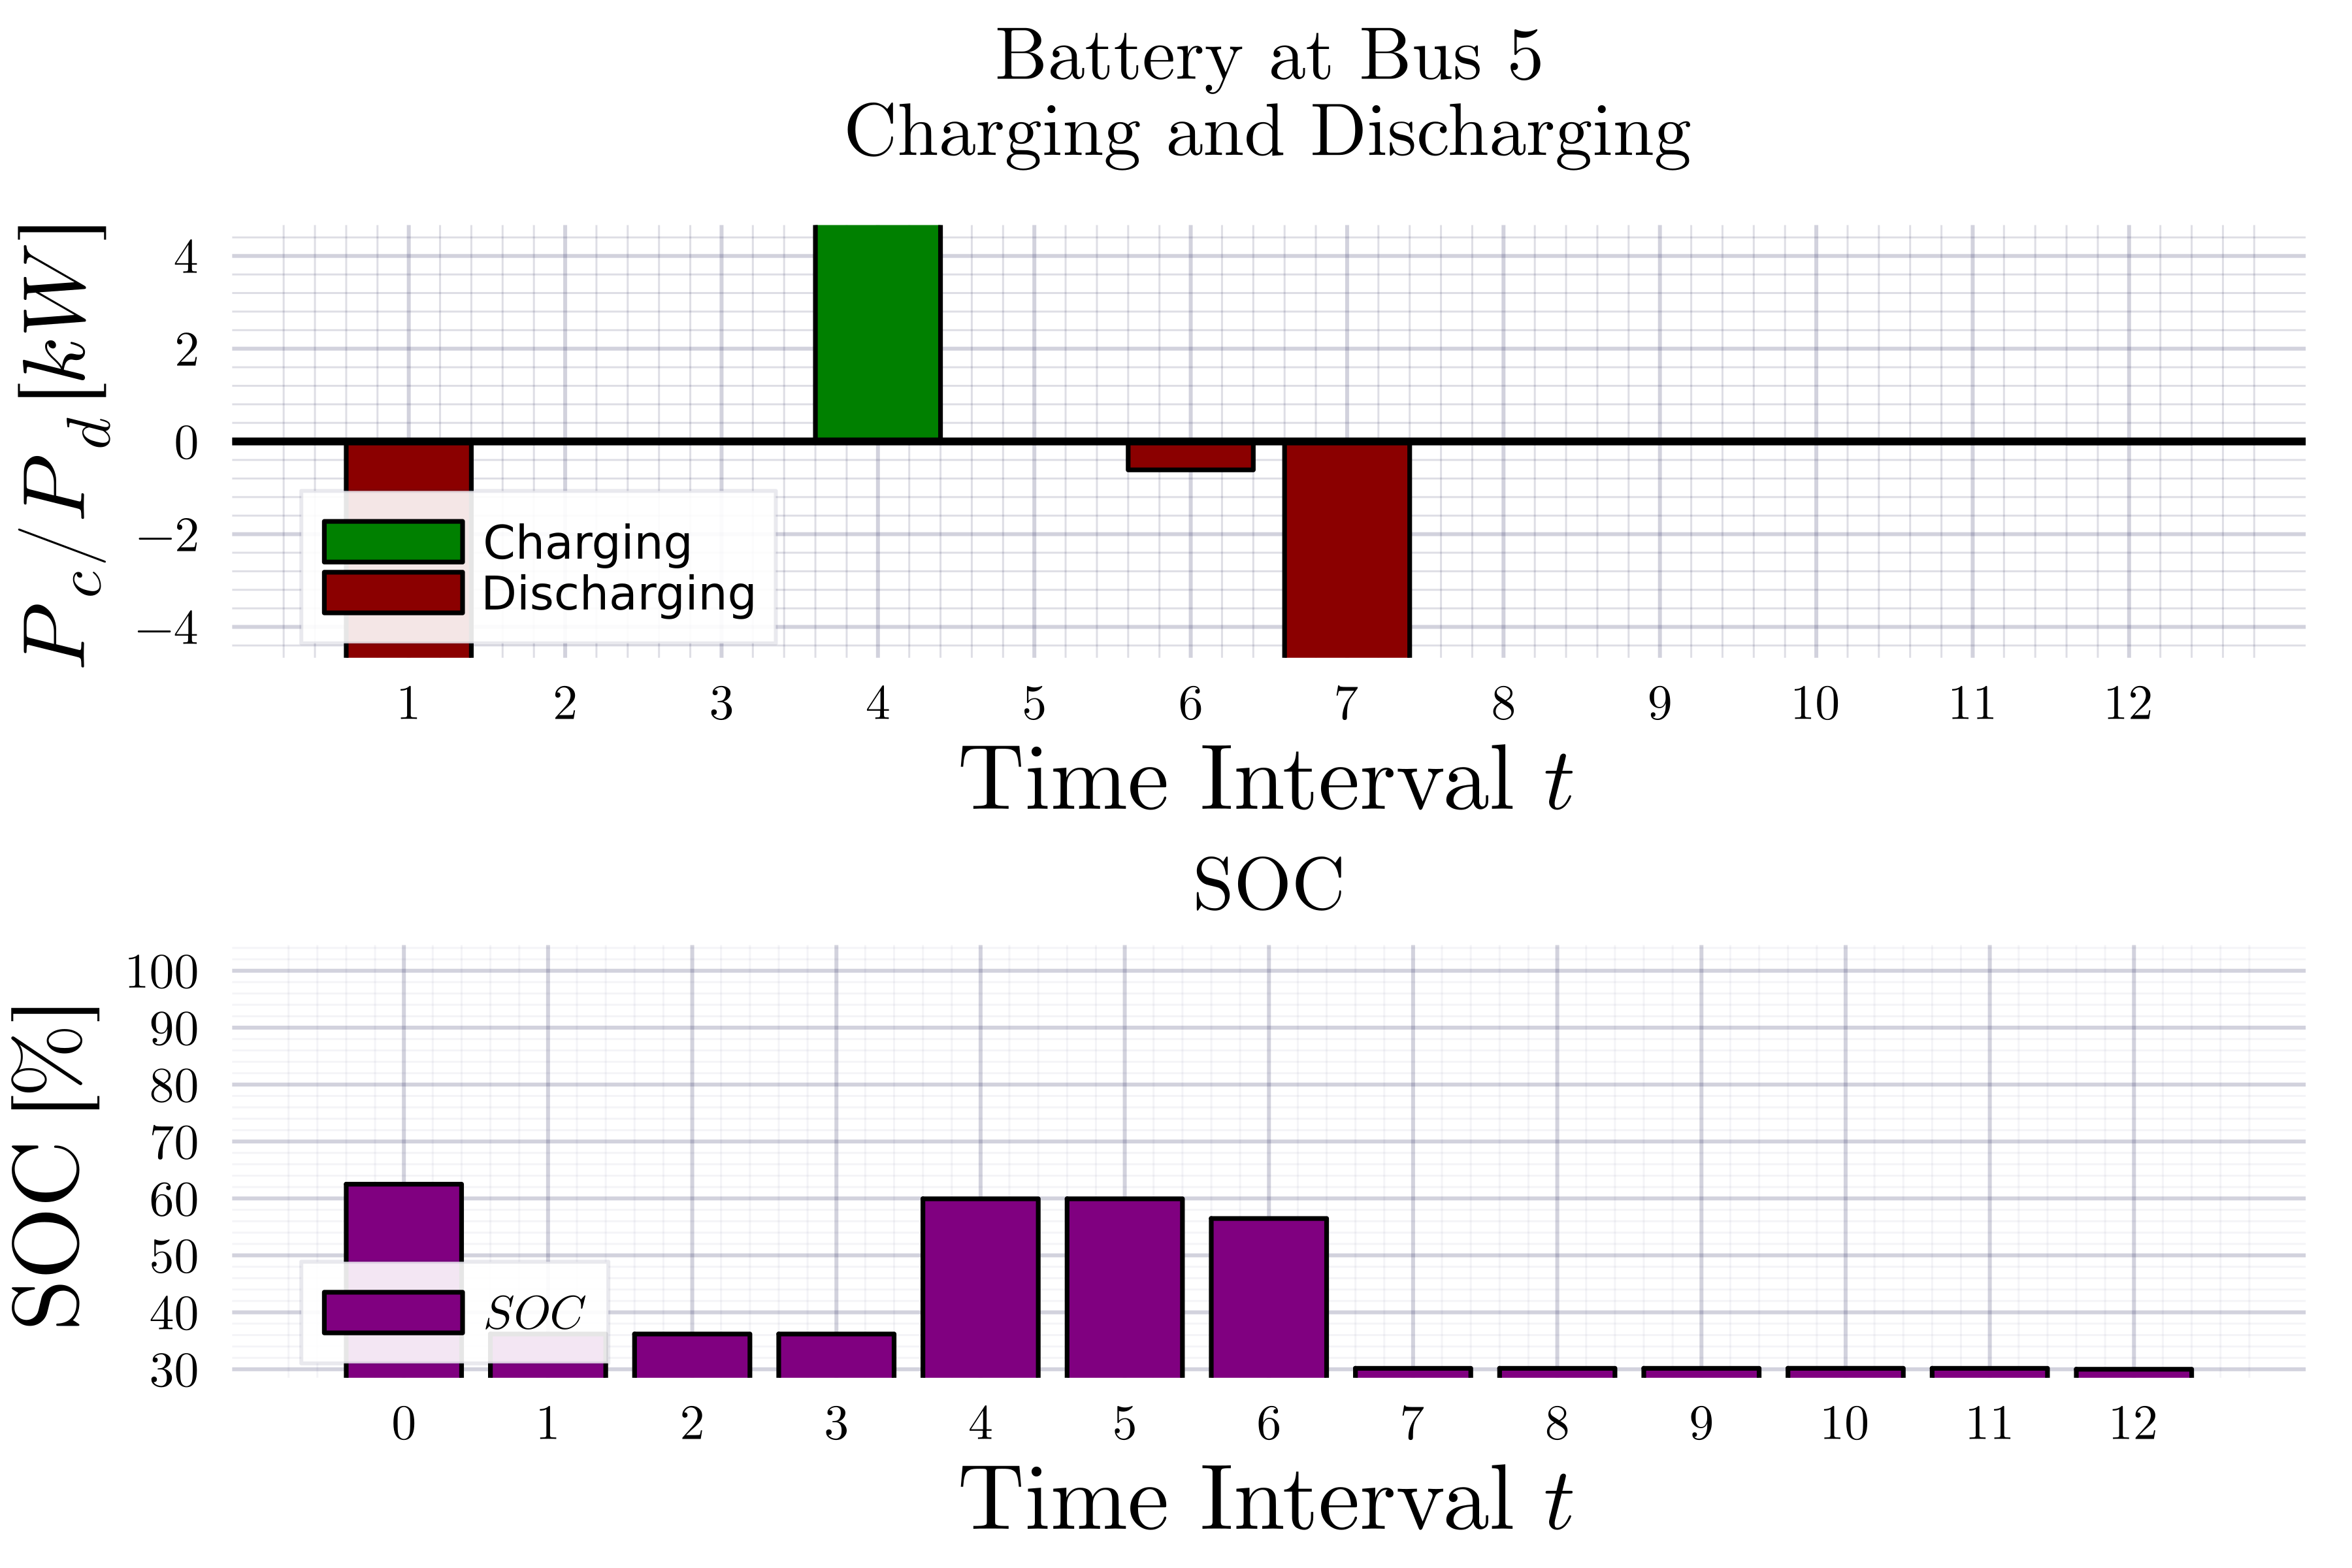 Battery at Bus 5
Charging and Discharging
P_c/P_d [kW]
4
2
0
−2
−4
Charging
Discharging
1 2 3 4 5 6 7 8 9 10 11 12
Time Interval t
SOC
SOC [%]
100
90
80
70
60
50
40
30
SOC
0 1 2 3 4 5 6 7 8 9 10 11 12
Time Interval t